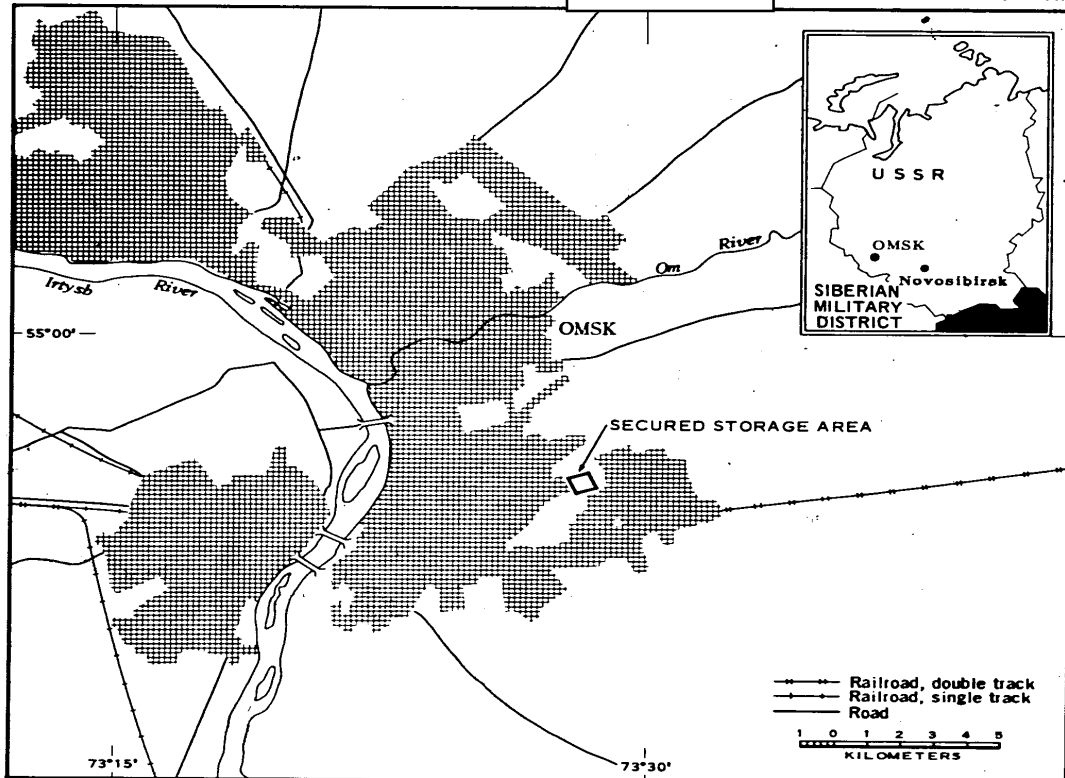 USSR
OMSK
Novosibirsk
SIBERIAN
MILITARY
DISTRICT
Om River
Irtysh River
55°00'
OMSK
SECURED STORAGE AREA
Railroad, double track
Railroad, single track
Road
1 0 1 2 3 4 5
KILOMETERS
73°15'
73°30'